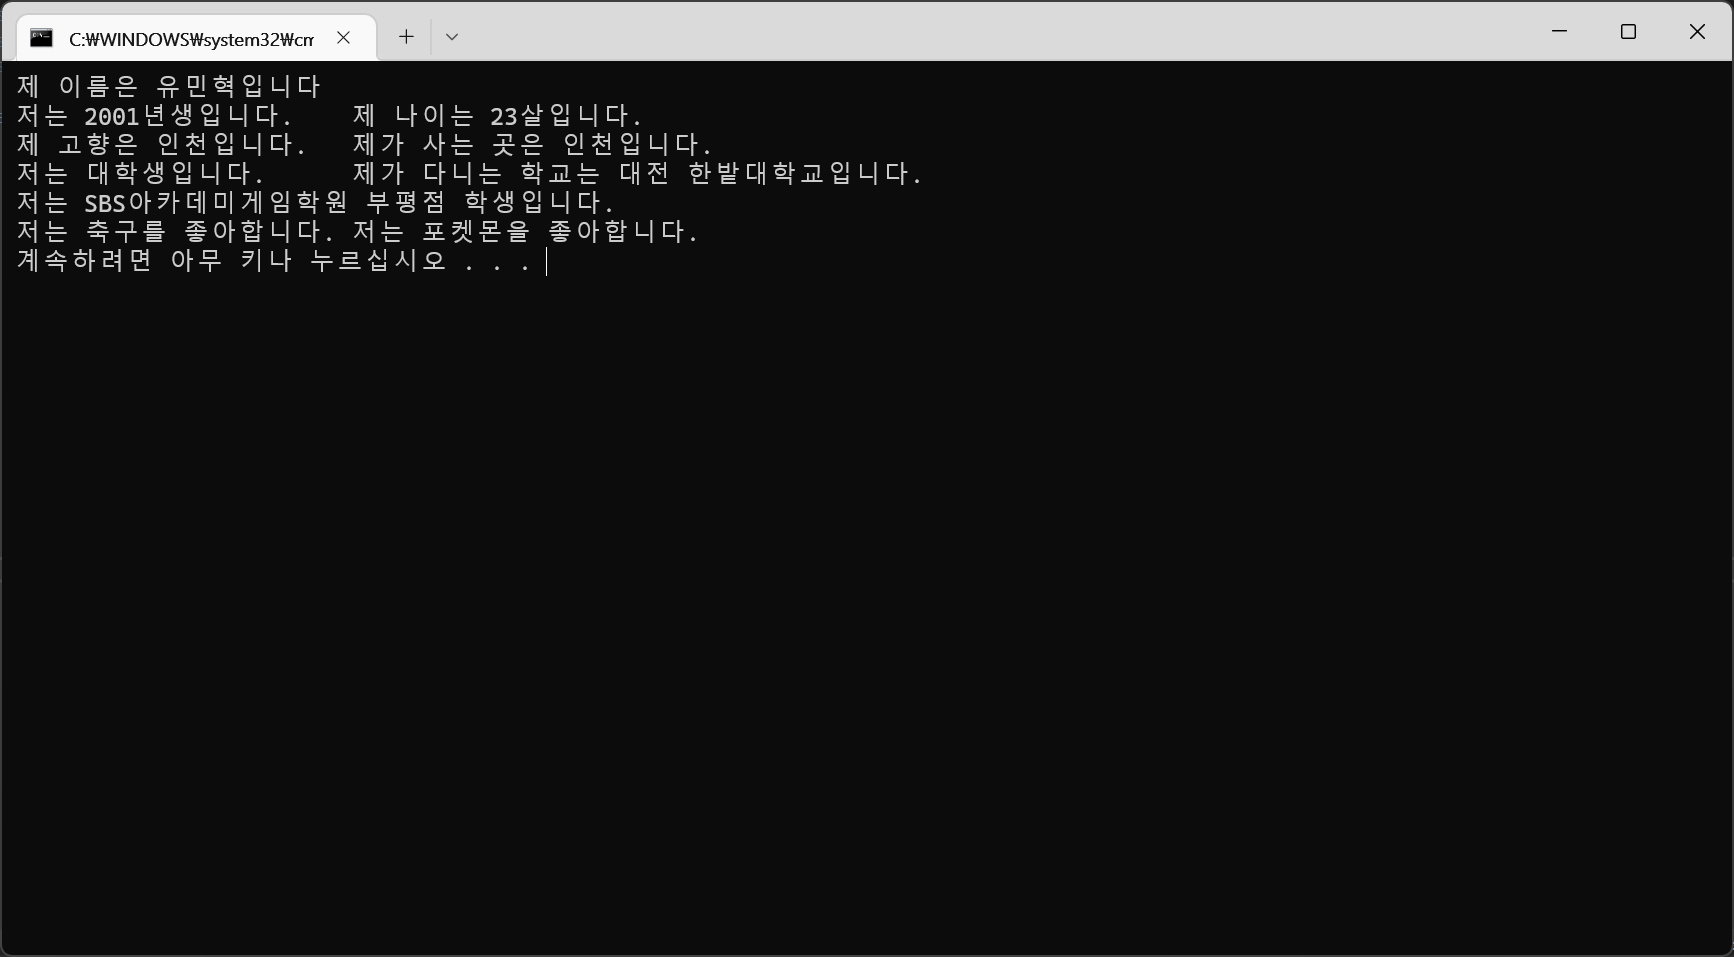 C:₩WINDOWS₩system32₩cm
제 이름은 유민혁입니다
저는 2001년생입니다. 제 나이는 23살입니다.
제 고향은 인천입니다. 제가 사는 곳은 인천입니다.
저는 대학생입니다. 제가 다니는 학교는 대전 한밭대학교입니다.
저는 SBS아카데미게임학원 부평점 학생입니다.
저는 축구를 좋아합니다. 저는 포켓몬을 좋아합니다.
계속하려면 아무 키나 누르십시오 . . .